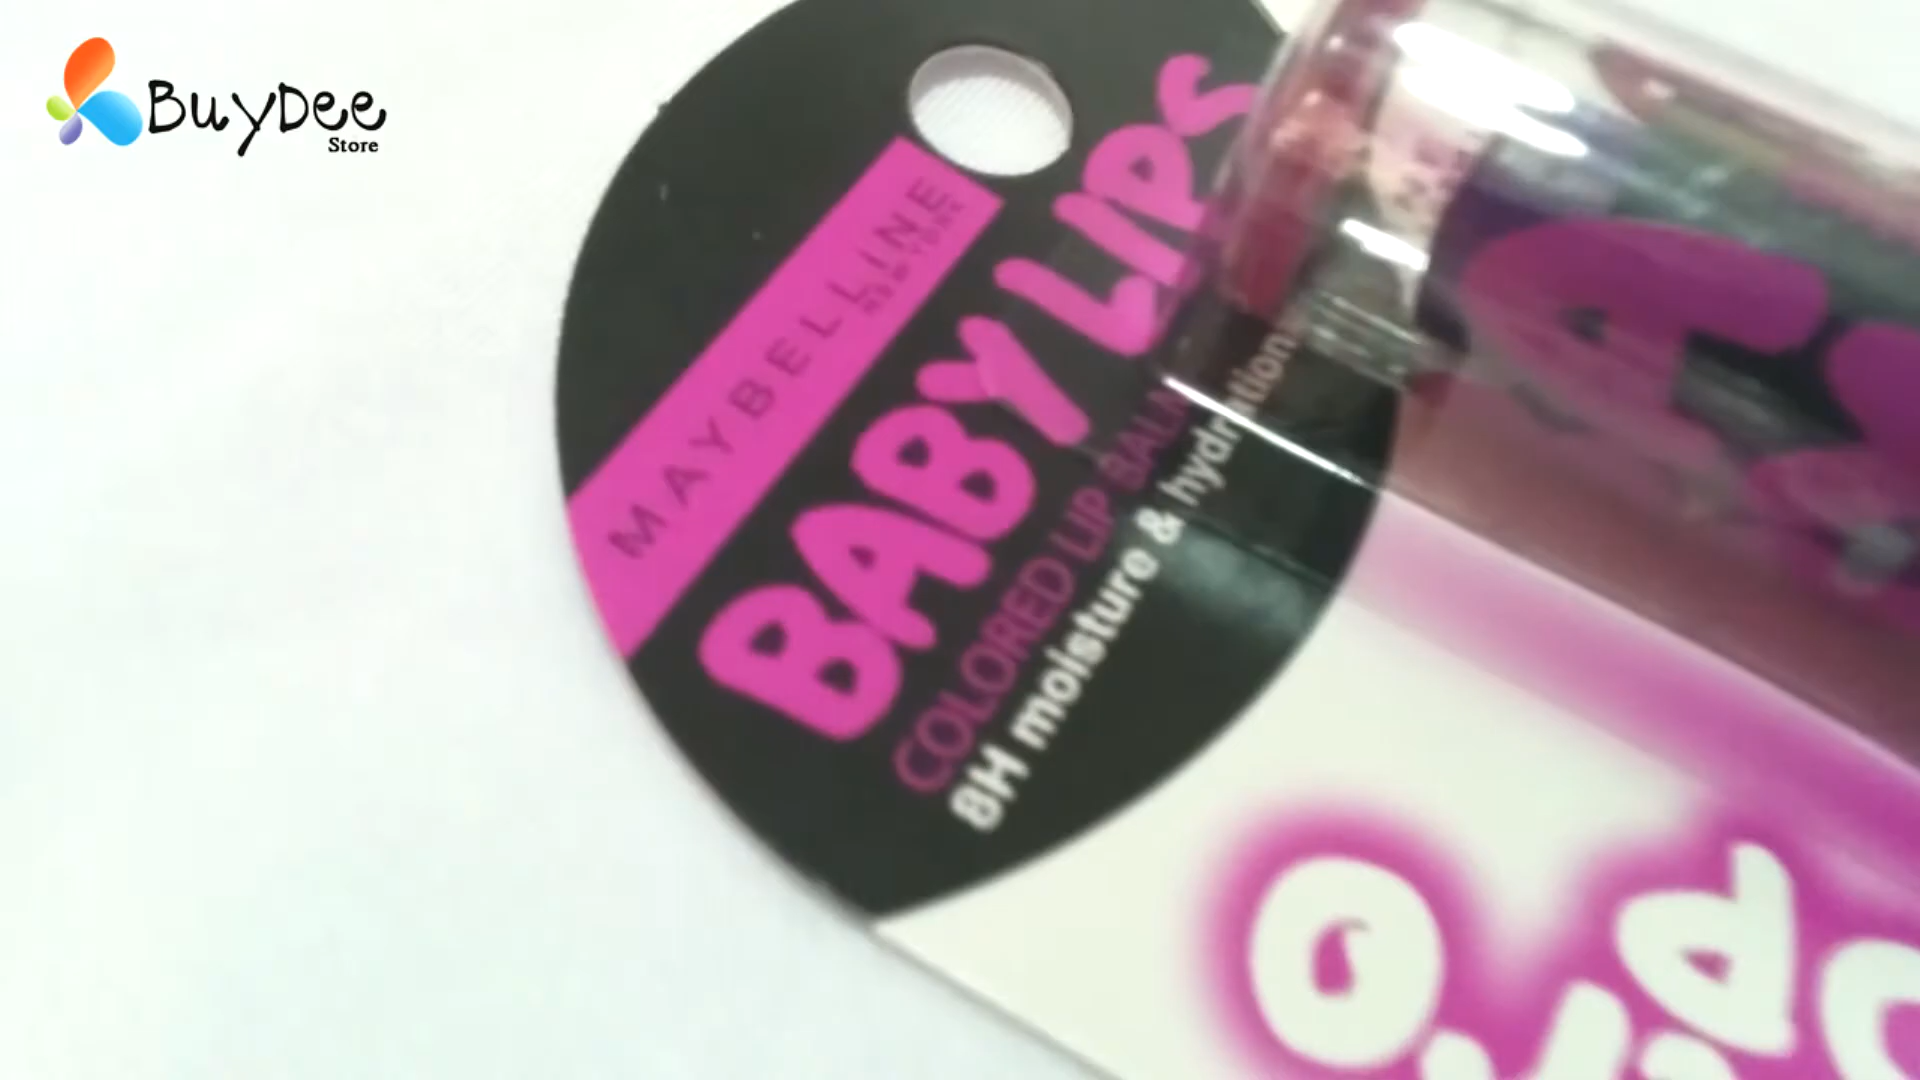 BuyDee
Store
MAYBELLINE
NEW YORK
BABY LIPS
COLORED LIP BALM
8H moisture & hydration